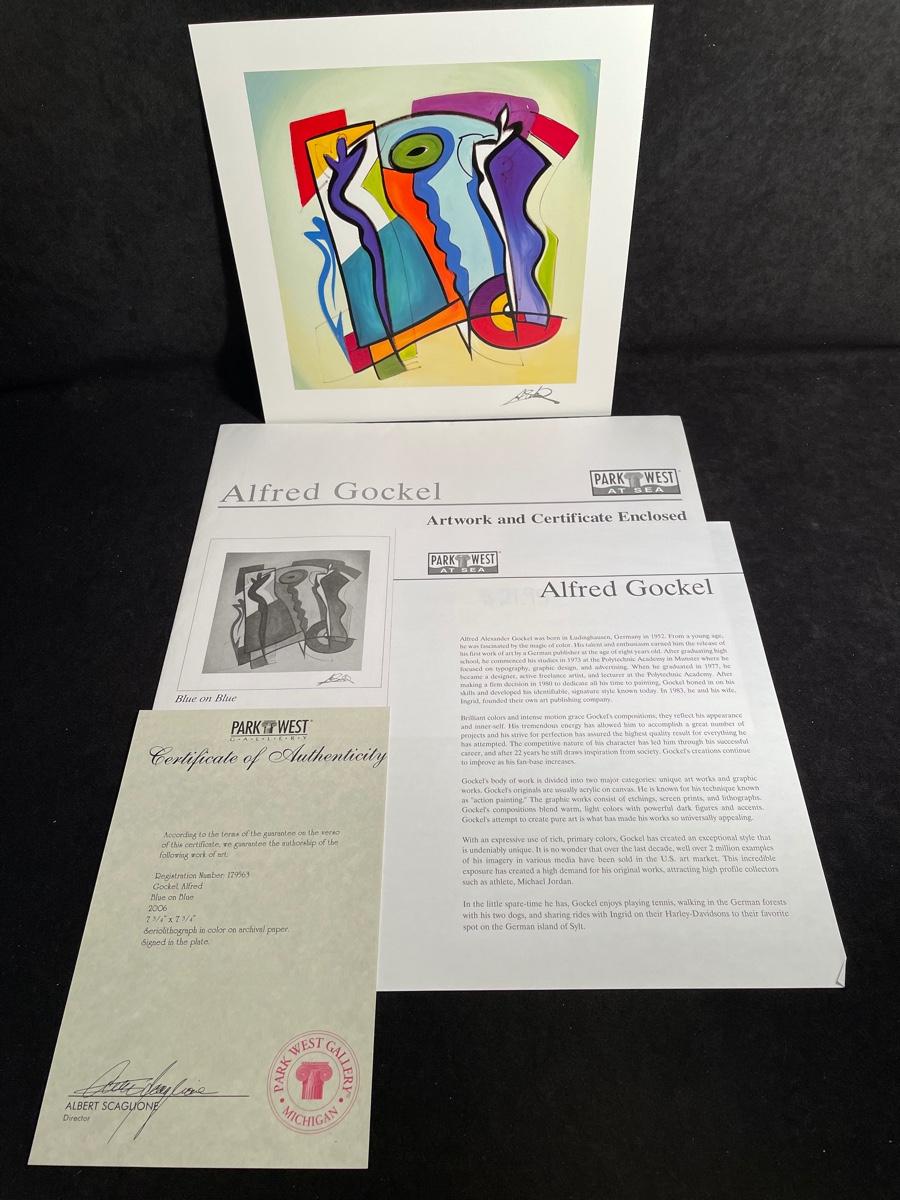 Alfred Gockel
PARK WEST
AT SEA
Artwork and Certificate Enclosed
Blue on Blue
PARK WEST
AT SEA
Alfred Gockel
Alfred Alexander Gockel was born in Ludinghausen, Germany in 1952. From a young age,
he was fascinated by the magic of color. His talent and enthusiasm earned him the release of
his first work of art by a German publisher at the age of eight years old. After graduating high
school, he commenced his studies in 1973 at the Polytechnic Academy in Munster where he
focused on typography, graphic design, and advertising. When he graduated in 1977, he
became a designer, active freelance artist, and lecturer at the Polytechnic Academy. After
making a firm decision in 1980 to dedicate all his time to painting, Gockel honed in on his
skills and developed his identifiable, signature style known today. In 1983, he and his wife,
Ingrid, founded their own art publishing company.
Brilliant colors and intense motion grace Gockel's compositions; they reflect his appearance
and inner-self. His tremendous energy has allowed him to accomplish a great number of
projects and his strive for perfection has assured the highest quality result for everything he
has attempted. The competitive nature of his character has led him through his successful
career, and after 22 years he still draws inspiration from society. Gockel's creations continue
to improve as his fan-base increases.
Gockel's body of work is divided into two major categories: unique art works and graphic
works. Gockel's originals are usually acrylic on canvas. He is known for his technique known
as "action painting." The graphic works consist of etchings, screen prints, and lithographs.
Gockel's compositions blend warm, light colors with powerful dark figures and accents.
Gockel's attempt to create pure art is what has made his works so universally appealing.
With an expressive use of rich, primary colors, Gockel has created an exceptional style that
is undeniably unique. It is no wonder that over the last decade, well over 2 million examples
of his imagery in various media have been sold in the U.S. art market. This incredible
exposure has created a high demand for his original works, attracting high profile collectors
such as athlete, Michael Jordan.
In the little spare-time he has, Gockel enjoys playing tennis, walking in the German forests
with his two dogs, and sharing rides with Ingrid on their Harley-Davidsons to their favorite
spot on the German island of Sylt.
PARK WEST
G·A·L·L·E·R·Y
Certificate of Authenticity
According to the terms of the guarantee on the verso
of this certificate, we guarantee the authorship of the
following work of art:
Registration Number: 179563
Gockel, Alfred
Blue on Blue
2006
7 3/4" x 7 3/4"
Seriolithograph in color on archival paper.
Signed in the plate.
ALBERT SCAGLIONE
Director
PARK WEST GALLERY
• MICHIGAN •